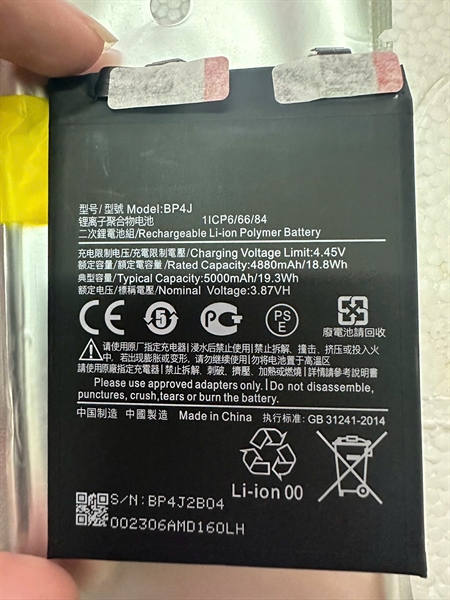 型号/型號 Model:BP4J
锂离子聚合物电池 1ICP6/66/84
二次鋰電池組/Rechargeable Li-ion Polymer Battery
充电限制电压/充電限制電壓/Charging Voltage Limit:4.45V
额定容量/額定容量/Rated Capacity:4880mAh/18.8Wh
典型容量/Typical Capacity:5000mAh/19.3Wh
额定电压/標稱電壓/Nominal Voltage:3.87VH
CE 5 PS E
廢電池請回收
请使用原厂指定充电器|浸水后禁止使用|禁止拆解、撞击、挤压或投入火
中，若出现膨胀或变形，请勿继续使用|勿将电池置于高温区
請使用原廠指定充電器|禁止拆解、刺破、擠壓、加熱或燃燒|詳情請參看說明書
Please use approved adapters only.|Do not disassemble,
punctures, crush,tears or burn the battery.
中国制造 中國製造 Made in China 执行标准: GB 31241-2014
Li-ion 00
S/N:BP4J2B04
002306AMD160LH